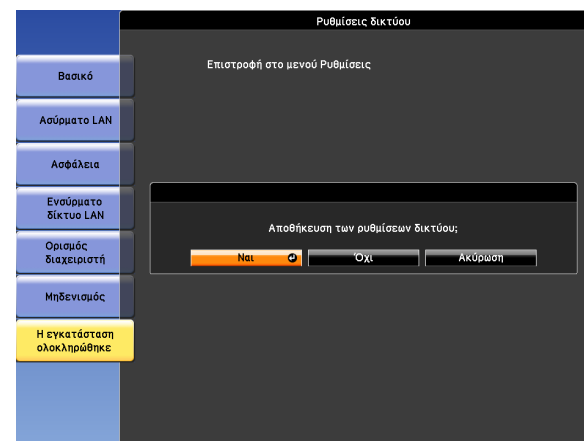 Ρυθμίσεις δικτύου
Επιστροφή στο μενού Ρυθμίσεις
Βασικό
Ασύρματο LAN
Ασφάλεια
Ενσύρματο
δίκτυο LAN
Ορισμός
διαχειριστή
Μηδενισμός
Η εγκατάσταση
ολοκληρώθηκε
Αποθήκευση των ρυθμίσεων δικτύου;
Ναι Όχι Ακύρωση